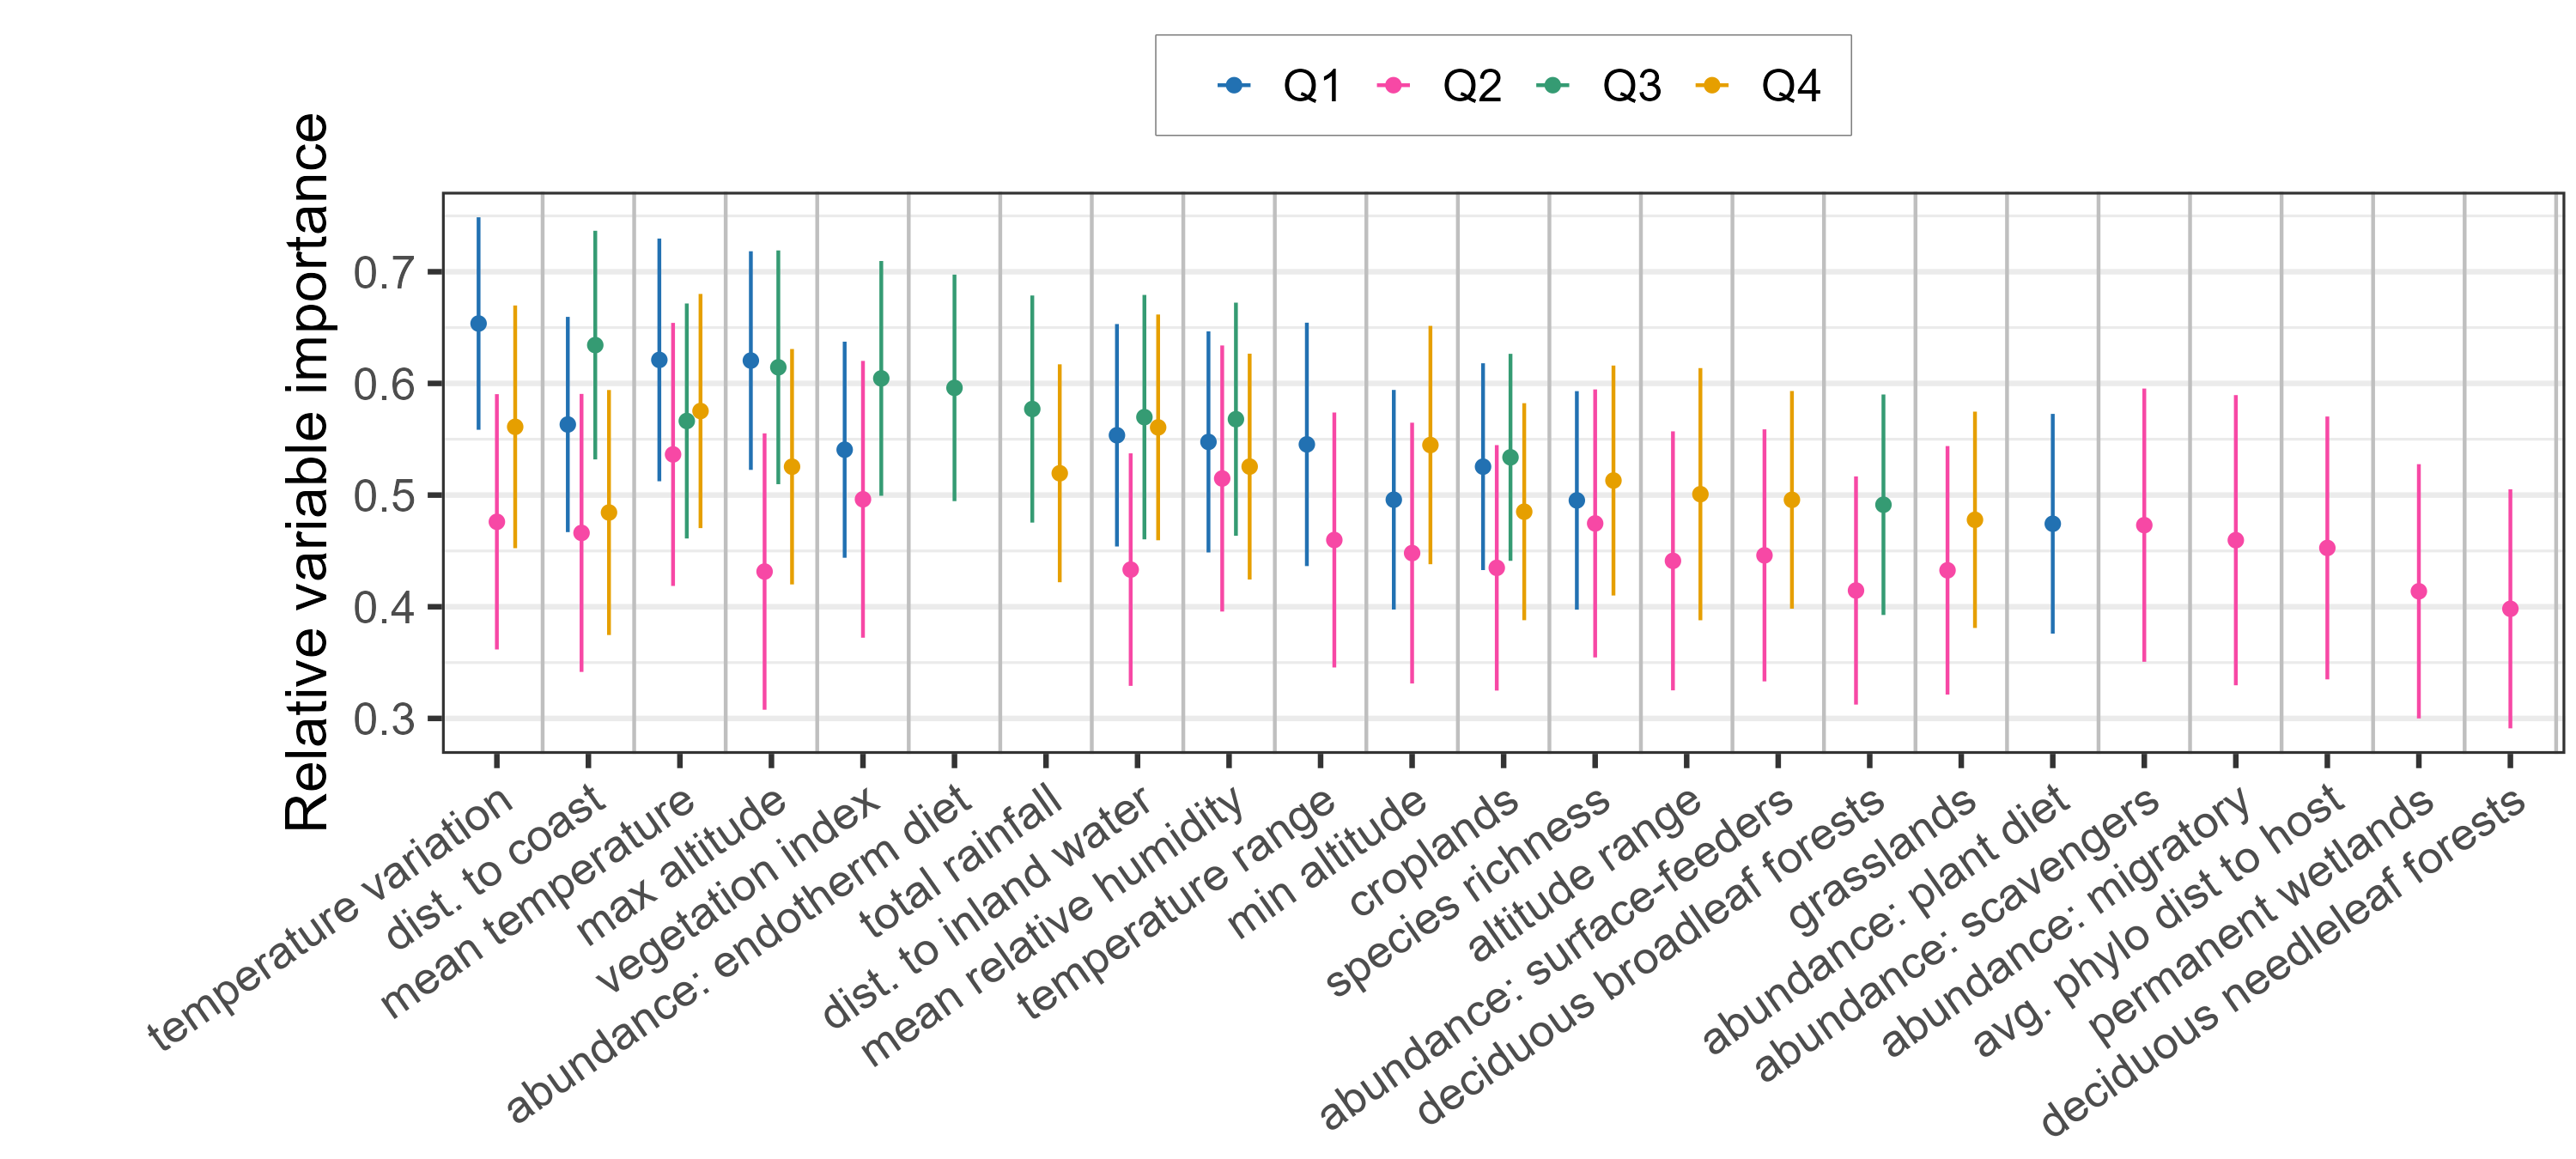 Q1 Q2 Q3 Q4
Relative variable importance
0.7
0.6
0.5
0.4
0.3
temperature variation
dist. to coast
mean temperature
max altitude
vegetation index
abundance: endotherm diet
total rainfall
dist. to inland water
mean relative humidity
temperature range
min altitude
croplands
species richness
altitude range
abundance: surface-feeders
deciduous broadleaf forests
grasslands
abundance: plant diet
abundance: scavengers
abundance: migratory
avg. phylo dist to host
permanent wetlands
deciduous needleleaf forests